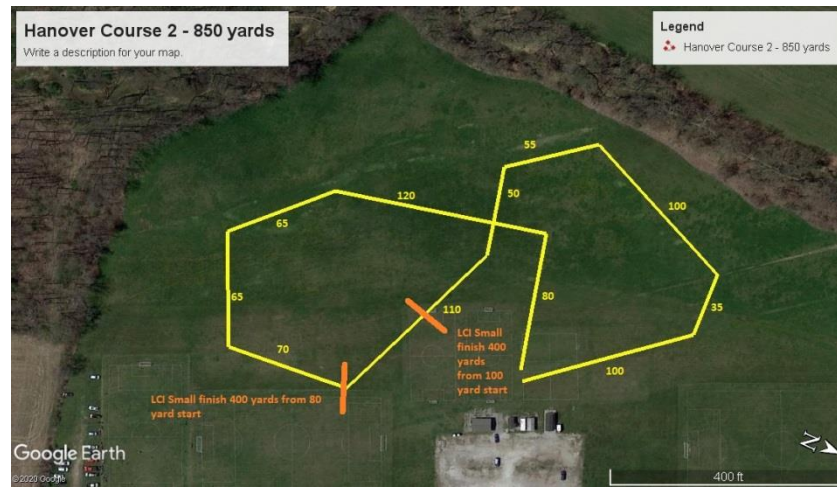 Hanover Course 2 - 850 yards
Write a description for your map.
Legend
Hanover Course 2 - 850 yards
55
50
120
65
100
65
110
80
35
70
100
LCI Small
finish 400
yards
from 100
yard start
LCI Small finish 400 yards from 80
yard start
N
Google Earth
©2020 Google
400 ft